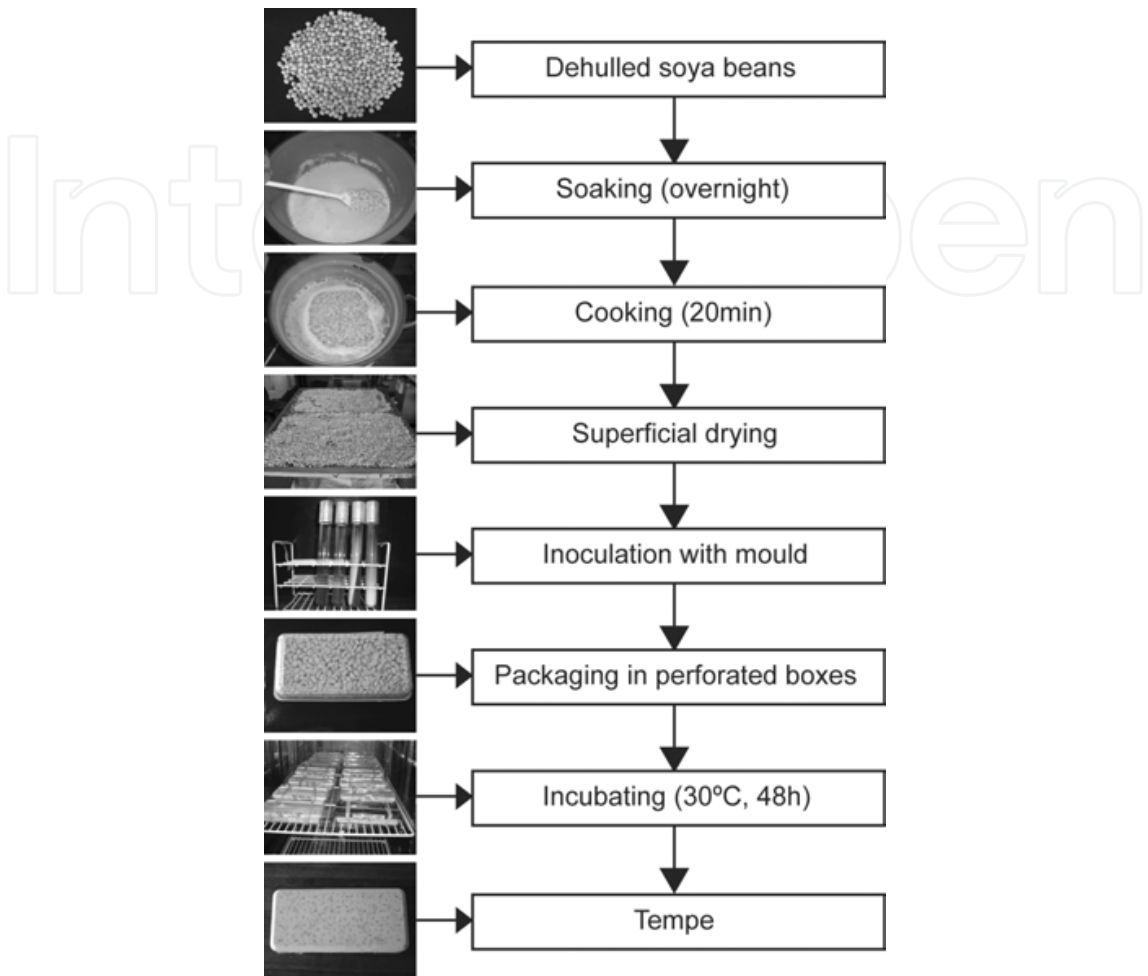 Dehulled soya beans
Soaking (overnight)
Cooking (20min)
Superficial drying
Inoculation with mould
Packaging in perforated boxes
Incubating (30ºC, 48h)
Tempe